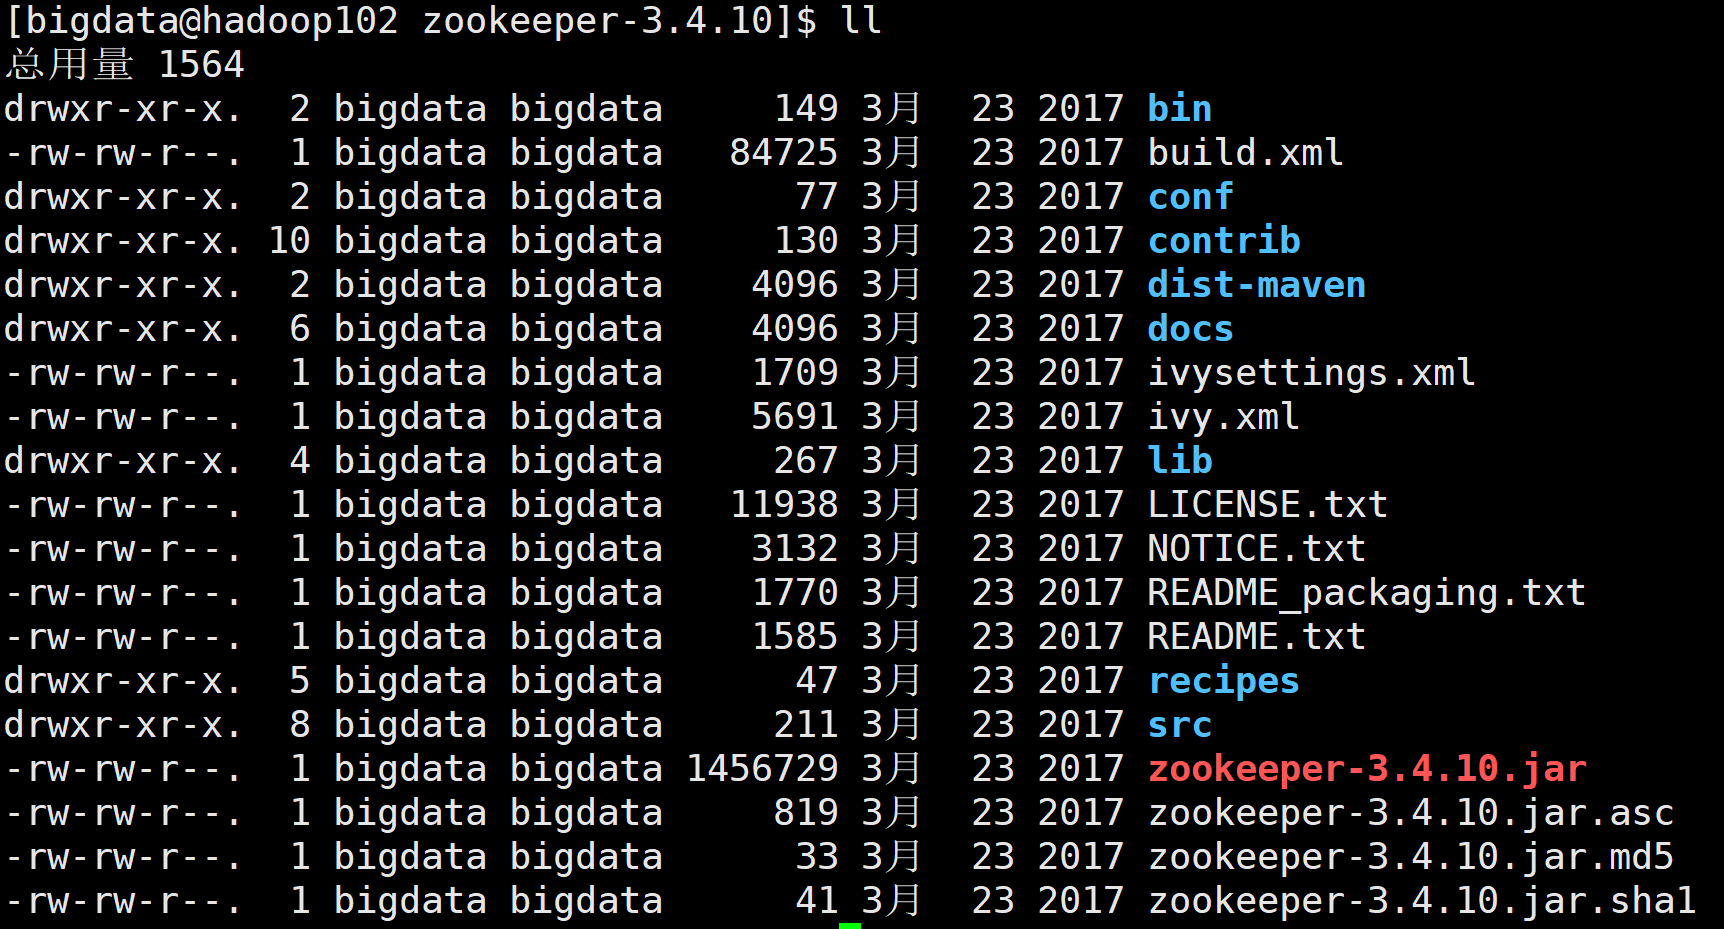 [bigdata@hadoop102 zookeeper-3.4.10]$ ll
总用量 1564
drwxr-xr-x.  2 bigdata bigdata     149 3月  23 2017 bin
-rw-rw-r--.  1 bigdata bigdata   84725 3月  23 2017 build.xml
drwxr-xr-x.  2 bigdata bigdata      77 3月  23 2017 conf
drwxr-xr-x. 10 bigdata bigdata     130 3月  23 2017 contrib
drwxr-xr-x.  2 bigdata bigdata    4096 3月  23 2017 dist-maven
drwxr-xr-x.  6 bigdata bigdata    4096 3月  23 2017 docs
-rw-rw-r--.  1 bigdata bigdata    1709 3月  23 2017 ivysettings.xml
-rw-rw-r--.  1 bigdata bigdata    5691 3月  23 2017 ivy.xml
drwxr-xr-x.  4 bigdata bigdata     267 3月  23 2017 lib
-rw-rw-r--.  1 bigdata bigdata   11938 3月  23 2017 LICENSE.txt
-rw-rw-r--.  1 bigdata bigdata    3132 3月  23 2017 NOTICE.txt
-rw-rw-r--.  1 bigdata bigdata    1770 3月  23 2017 README_packaging.txt
-rw-rw-r--.  1 bigdata bigdata    1585 3月  23 2017 README.txt
drwxr-xr-x.  5 bigdata bigdata      47 3月  23 2017 recipes
drwxr-xr-x.  8 bigdata bigdata     211 3月  23 2017 src
-rw-rw-r--.  1 bigdata bigdata 1456729 3月  23 2017 zookeeper-3.4.10.jar
-rw-rw-r--.  1 bigdata bigdata     819 3月  23 2017 zookeeper-3.4.10.jar.asc
-rw-rw-r--.  1 bigdata bigdata      33 3月  23 2017 zookeeper-3.4.10.jar.md5
-rw-rw-r--.  1 bigdata bigdata      41 3月  23 2017 zookeeper-3.4.10.jar.sha1